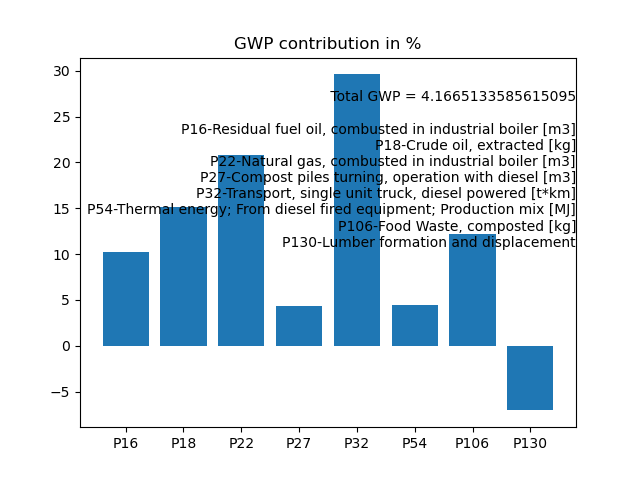 GWP contribution in %
30
25
20
15
10
5
0
−5
Total GWP = 4.1665133585615095
P16-Residual fuel oil, combusted in industrial boiler [m3]
P18-Crude oil, extracted [kg]
P22-Natural gas, combusted in industrial boiler [m3]
P27-Compost piles turning, operation with diesel [m3]
P32-Transport, single unit truck, diesel powered [t*km]
P54-Thermal energy; From diesel fired equipment; Production mix [MJ]
P106-Food Waste, composted [kg]
P130-Lumber formation and displacement
P16 P18 P22 P27 P32 P54 P106 P130